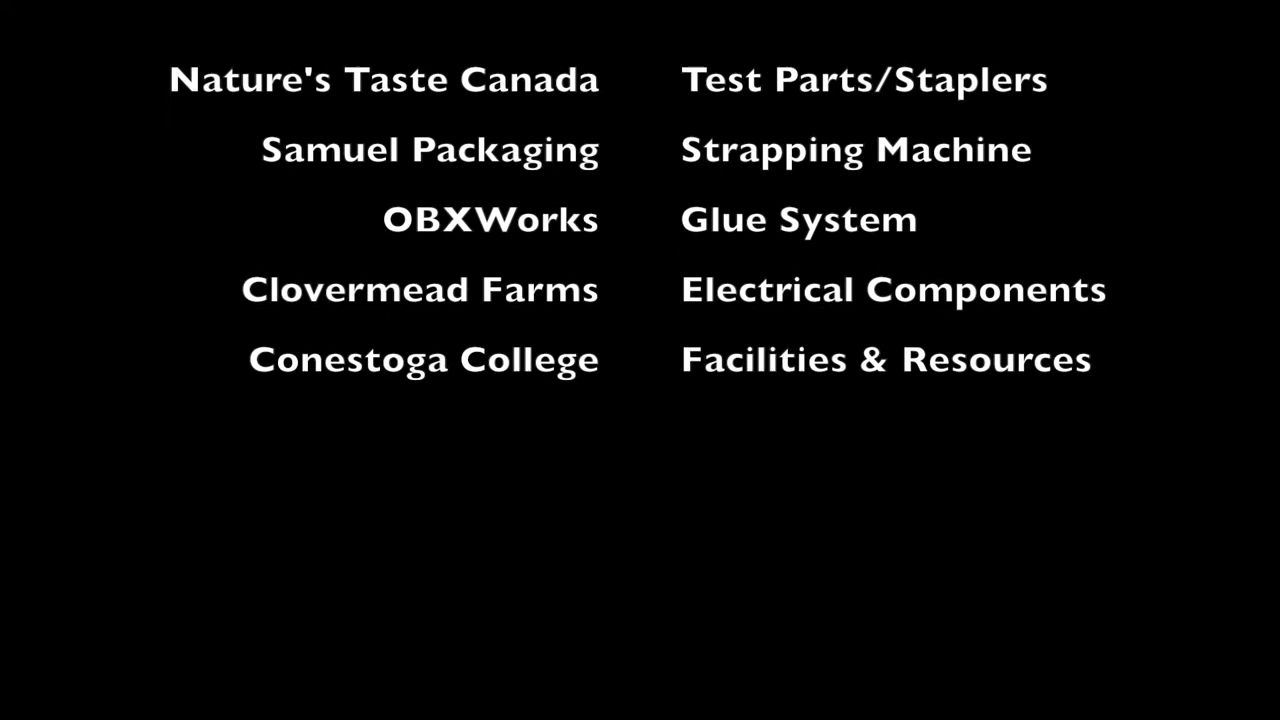 Nature's Taste Canada Test Parts/Staplers
Samuel Packaging Strapping Machine
OBXWorks Glue System
Clovermead Farms Electrical Components
Conestoga College Facilities & Resources